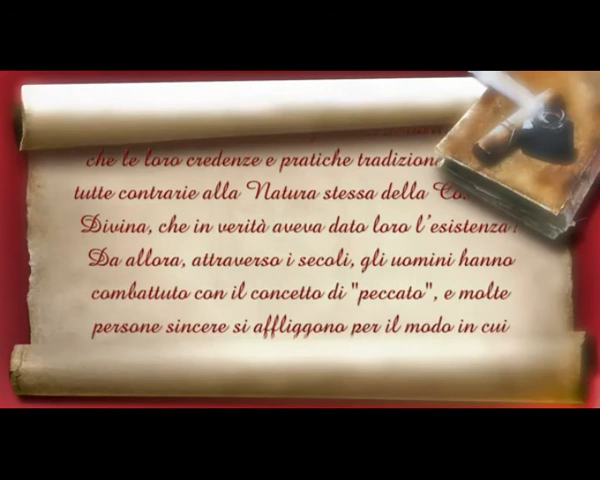 che le loro credenze e pratiche
tutte contrarie alla Natura stessa della
Divina, che in verità aveva dato loro l'esistenza!
Da allora, attraverso i secoli, gli uomini hanno
combattuto con il concetto di "peccato", e molte
persone sincere si affliggono per il modo in cui